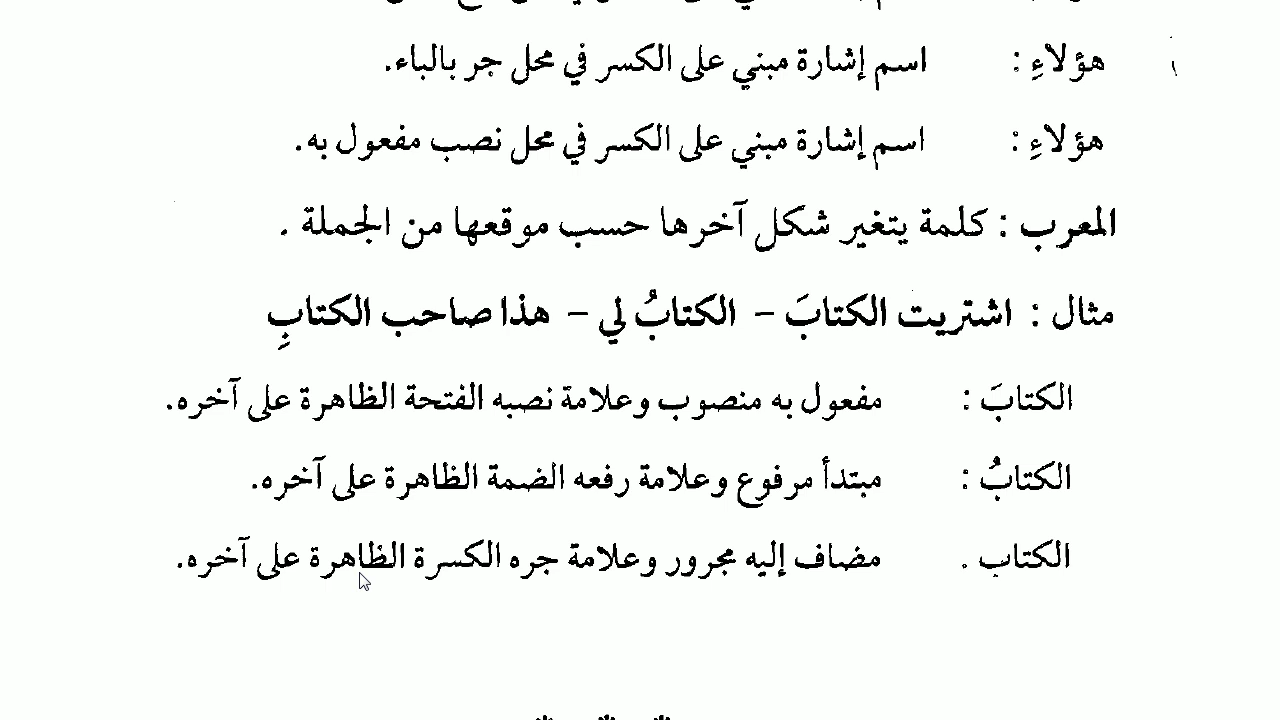 هؤلاءِ : اسم إشارة مبني على الكسر في محل جر بالباء.
هؤلاءِ : اسم إشارة مبني على الكسر في محل نصب مفعول به.
المعرب : كلمة يتغير شكل آخرها حسب موقعها من الجملة .
مثال : اشتريت الكتابَ – الكتابُ لي – هذا صاحب الكتابِ
الكتابَ : مفعول به منصوب وعلامة نصبه الفتحة الظاهرة على آخره.
الكتابُ : مبتدأ مرفوع وعلامة رفعه الضمة الظاهرة على آخره.
الكتاب . مضاف إليه مجرور وعلامة جره الكسرة الظاهرة على آخره.